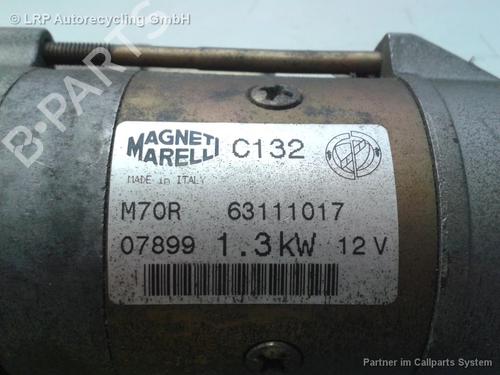 © LRP Autorecycling GmbH
B-PARTS
MAGNETI
MARELLI
C132
MADE in ITALY
M70R 63111017
07899 1.3kW 12V
Partner im Callparts System